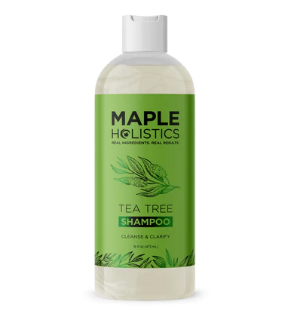 MAPLE
HOLISTICS
REAL INGREDIENTS. REAL RESULTS.
TEA TREE
SHAMPOO
CLEANSE & CLARIFY